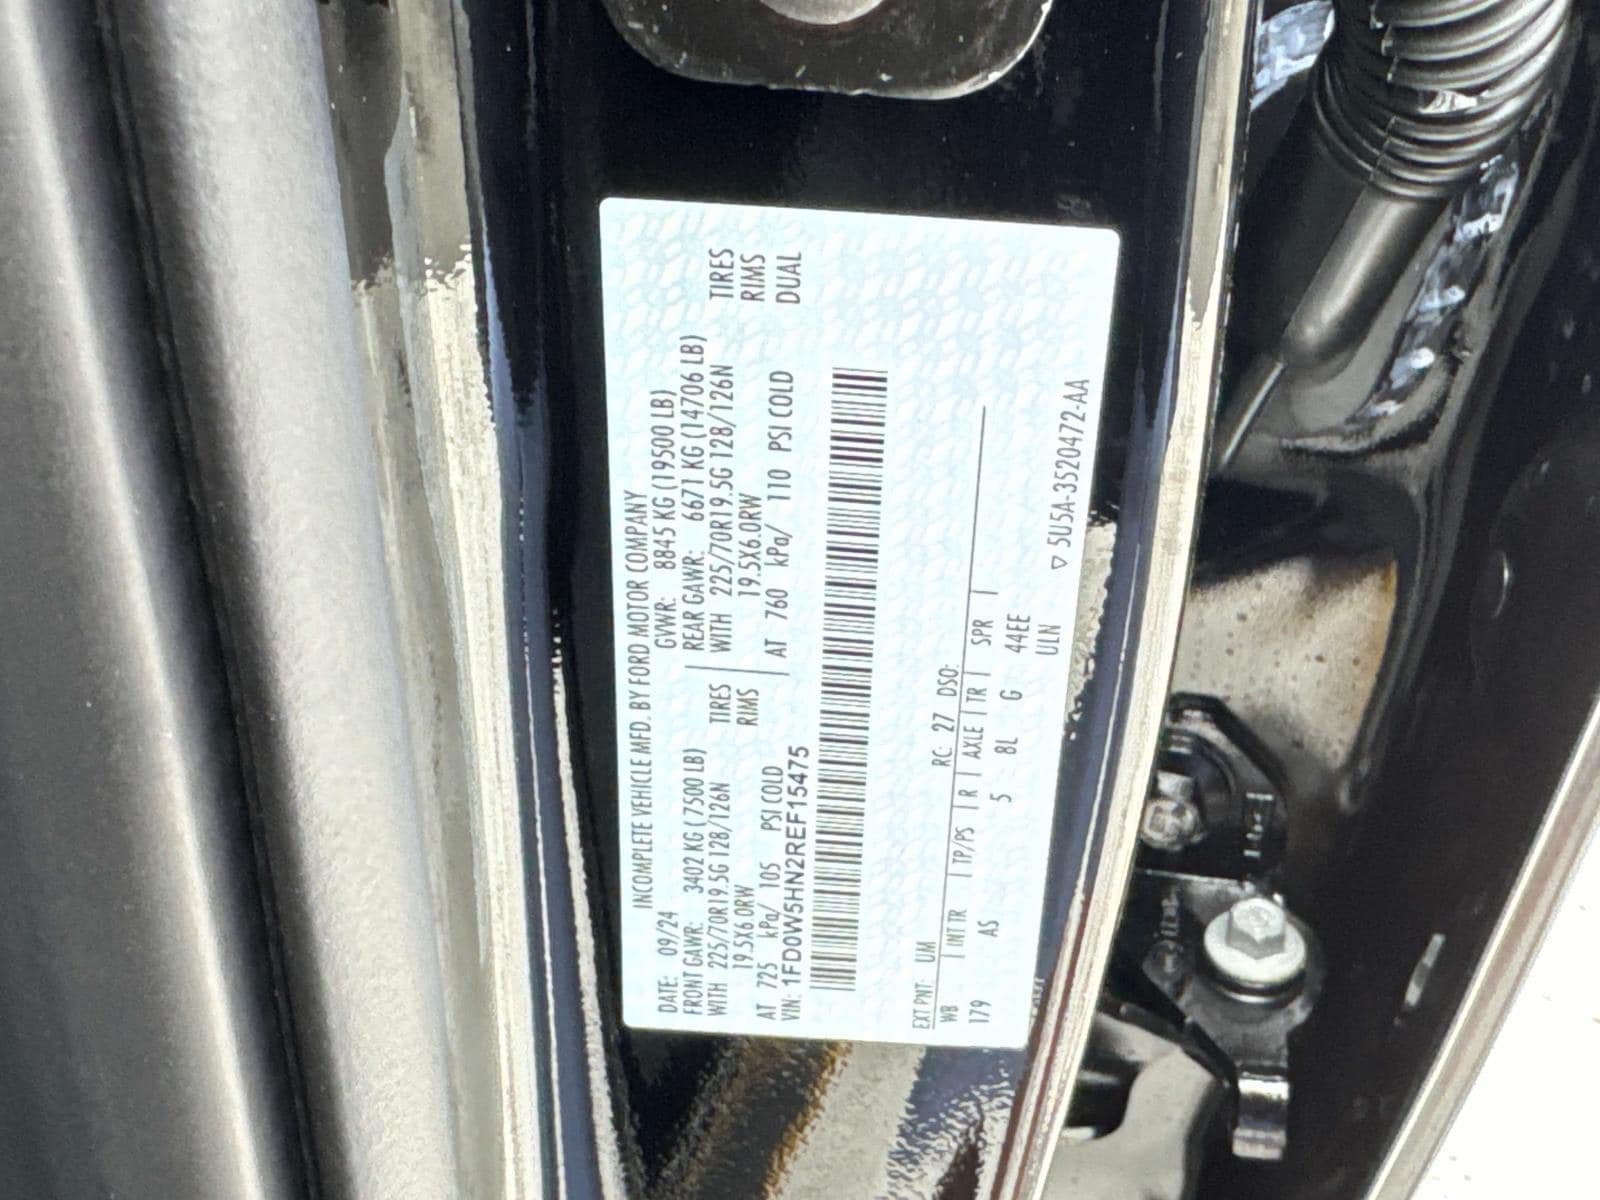 INCOMPLETE VEHICLE MFD. BY FORD MOTOR COMPANY
DATE: 09/24 GVWR: 8845 KG (19500 LB)
FRONT GAWR: 3402 KG (7500 LB) REAR GAWR: 6671 KG (14706 LB)
WITH 225/70R19.5G 128/126N TIRES WITH 225/70R19.5G 128/126N TIRES
19.5X6.0RW RIMS 19.5X6.0RW RIMS
AT 725 kPa/ 105 PSI COLD AT 760 kPa/ 110 PSI COLD DUAL
VIN: 1FD0W5HN2REF15475
EXT PNT: UM RC: 27 DSO:
WB INT TR TP/PS R AXLE TR SPR
179 AS 5 8L G 44EE
ULN
▽ 5U5A-3520472-AA